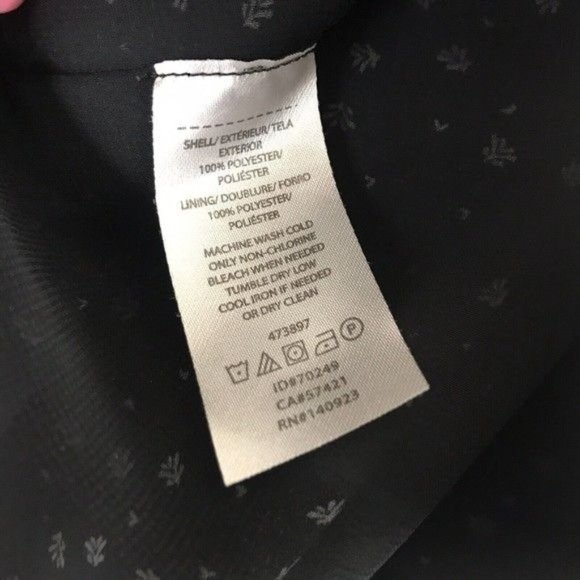 SHELL/ EXTÉRIEUR/ TELA
EXTERIOR
100% POLYESTER/
POLIÉSTER
LINING/ DOUBLURE/ FORRO
100% POLYESTER/
POLIÉSTER
MACHINE WASH COLD
ONLY NON-CHLORINE
BLEACH WHEN NEEDED
TUMBLE DRY LOW
COOL IRON IF NEEDED
OR DRY CLEAN
473897
P
ID#70249
CA#57421
RN#140923